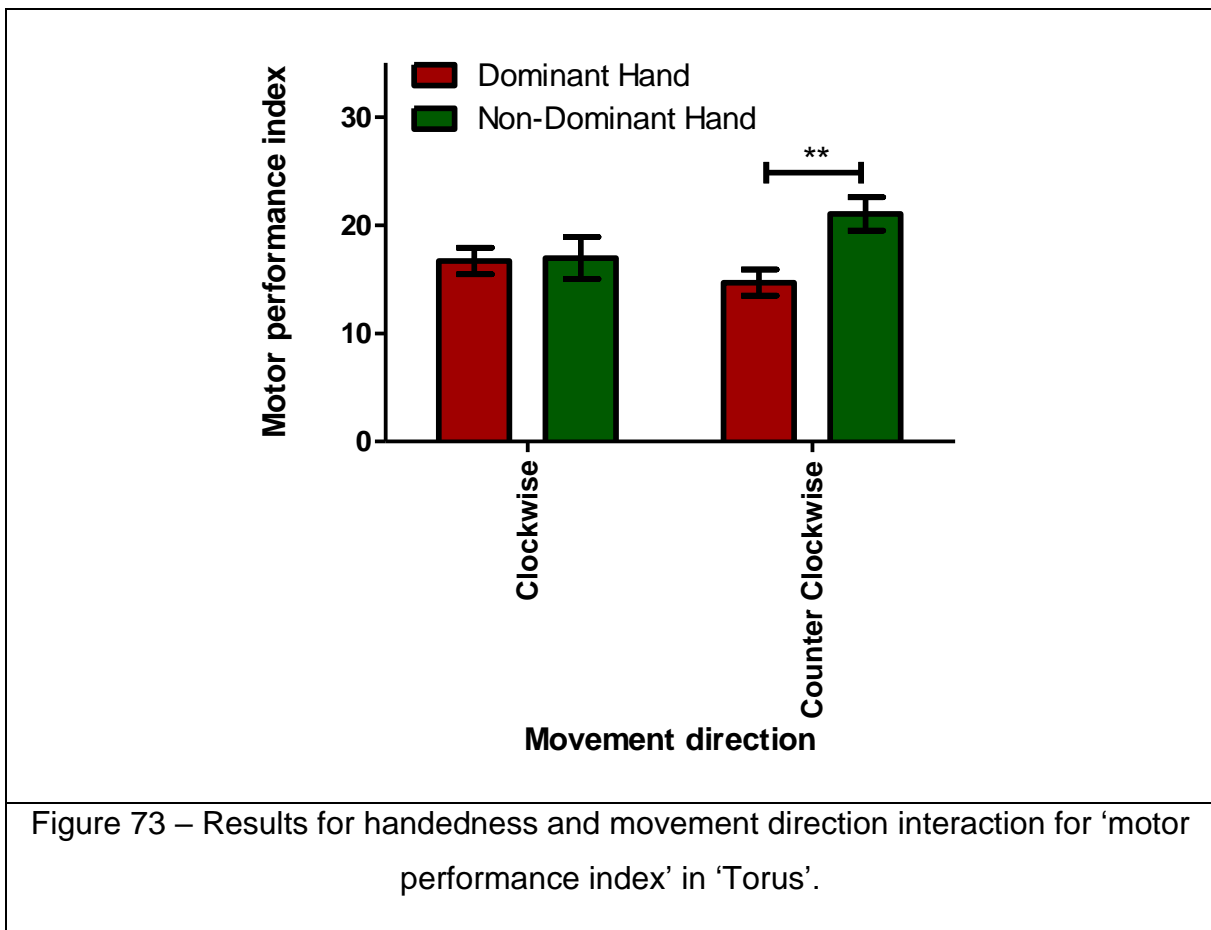 Dominant Hand
Non-Dominant Hand
Motor performance index
30
20
10
0
**
Clockwise
Counter Clockwise
Movement direction
Figure 73 – Results for handedness and movement direction interaction for ‘motor
performance index’ in ‘Torus’.